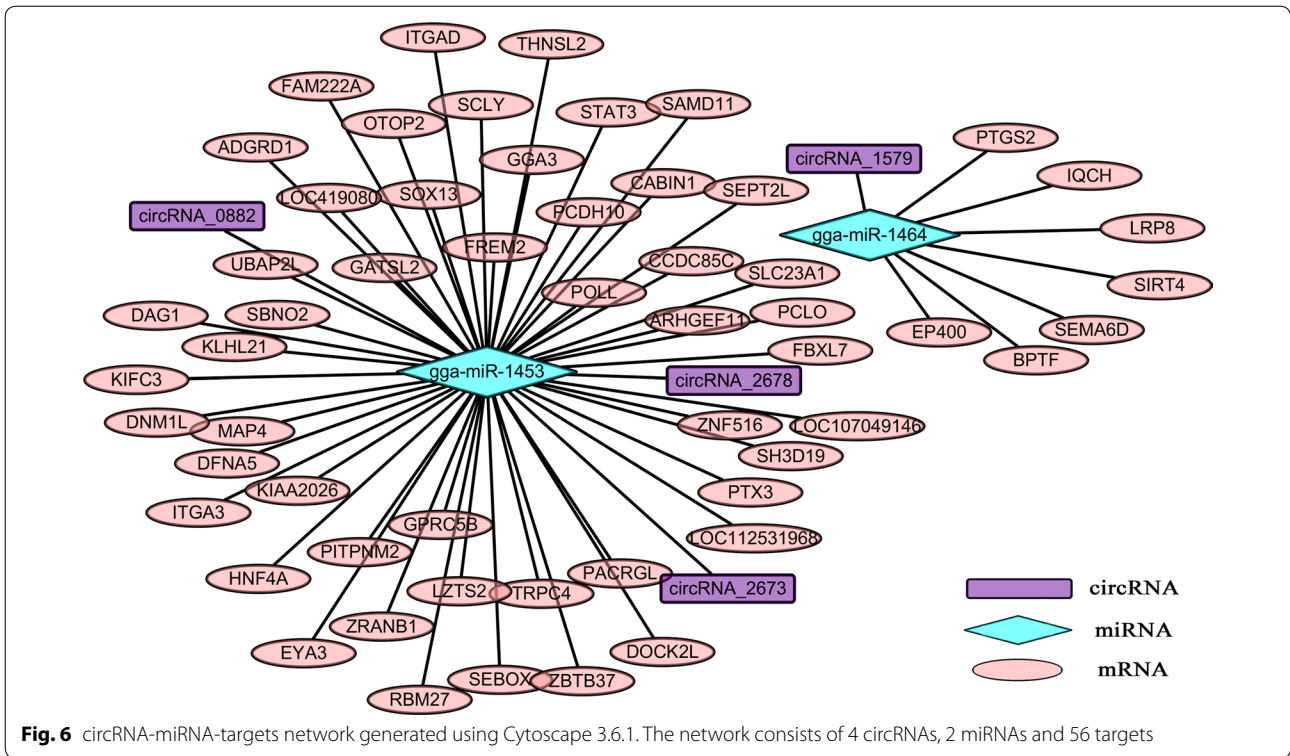 ITGAD
THNSL2
FAM222A
SCLY
OTOP2
STAT3
SAMD11
ADGRD1
GGA3
PTGS2
circRNA_1579
IQCH
CABIN1
SEPT2L
LOC419080
SOX13
circRNA_0882
PCDH10
LRP8
gga-miR-1464
FREM2
UBAP2L
GATSL2
CCDC85C
SLC23A1
SIRT4
POLL
DAG1
SBNO2
ARHGEF11
PCLO
EP400
SEMA6D
KLHL21
FBXL7
BPTF
gga-miR-1453
KIFC3
circRNA_2678
DNM1L
MAP4
ZNF516
LOC107049146
DFNA5
SH3D19
KIAA2026
PTX3
ITGA3
GPRC5B
LOC112531968
PITPNM2
HNF4A
PACRGL
LZTS2
TRPC4
circRNA_2673
circRNA
ZRANB1
miRNA
EYA3
DOCK2L
mRNA
SEBOX
ZBTB37
RBM27
Fig. 6 circRNA-miRNA-targets network generated using Cytoscape 3.6.1. The network consists of 4 circRNAs, 2 miRNAs and 56 targets